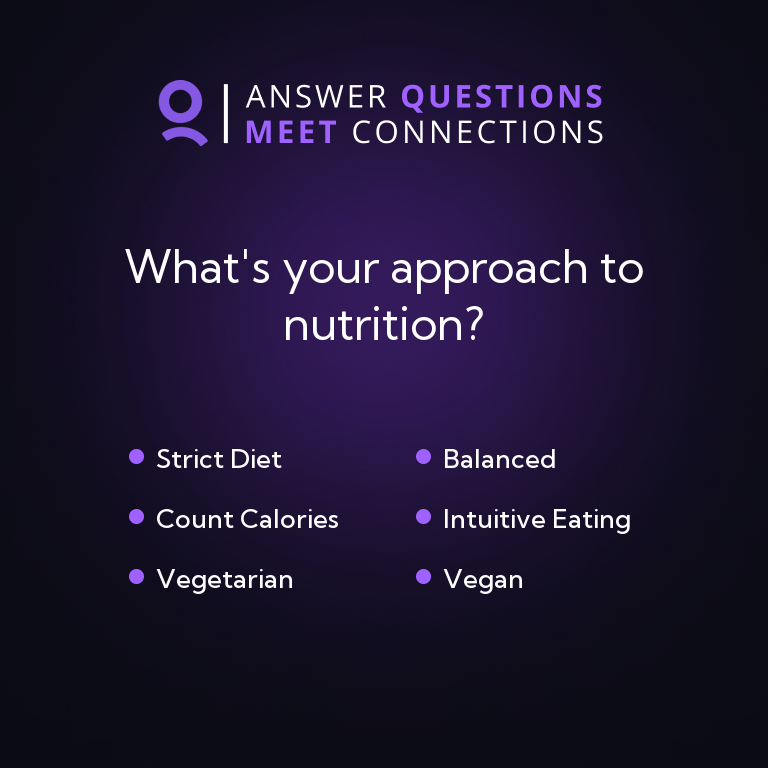 ANSWER QUESTIONS
MEET CONNECTIONS
What's your approach to
nutrition?
Strict Diet
Balanced
Count Calories
Intuitive Eating
Vegetarian
Vegan